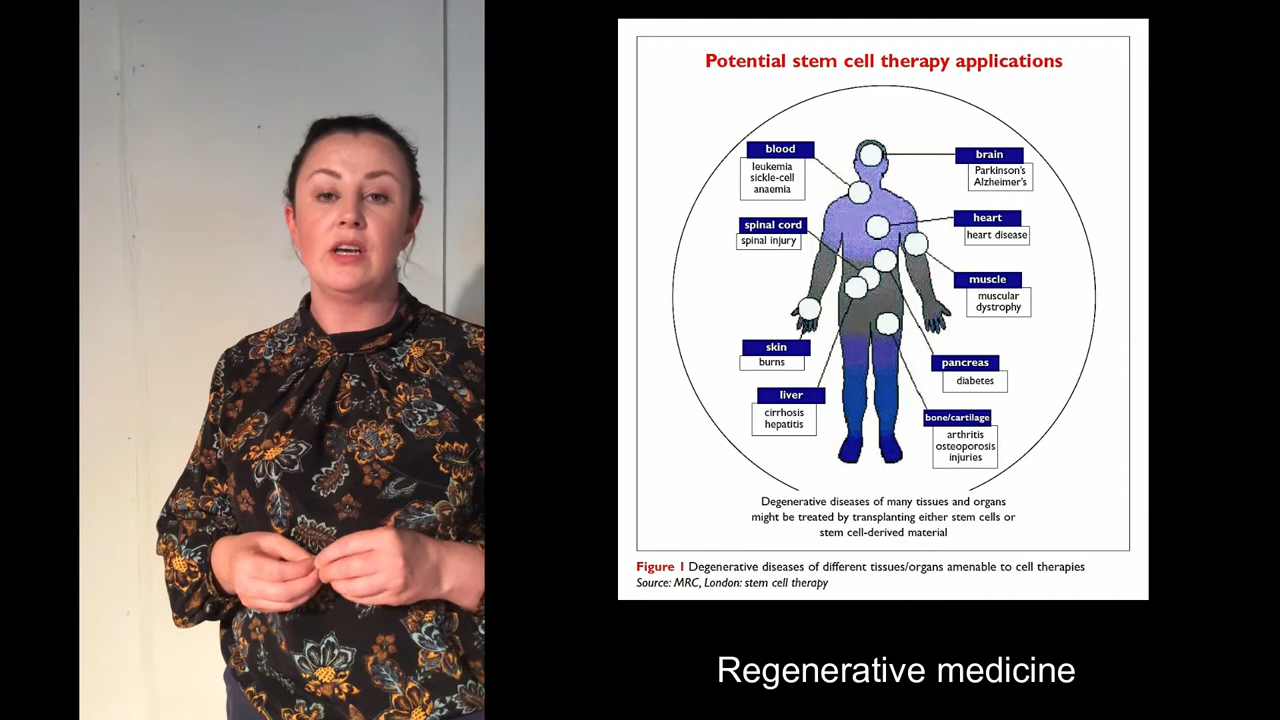 Potential stem cell therapy applications
blood
leukemia
sickle-cell
anaemia
spinal cord
spinal injury
skin
burns
liver
cirrhosis
hepatitis
brain
Parkinson's
Alzheimer's
heart
heart disease
muscle
muscular
dystrophy
pancreas
diabetes
bone/cartilage
arthritis
osteoporosis
injuries
Degenerative diseases of many tissues and organs
might be treated by transplanting either stem cells or
stem cell-derived material
Figure 1 Degenerative diseases of different tissues/organs amenable to cell therapies
Source: MRC, London: stem cell therapy
Regenerative medicine